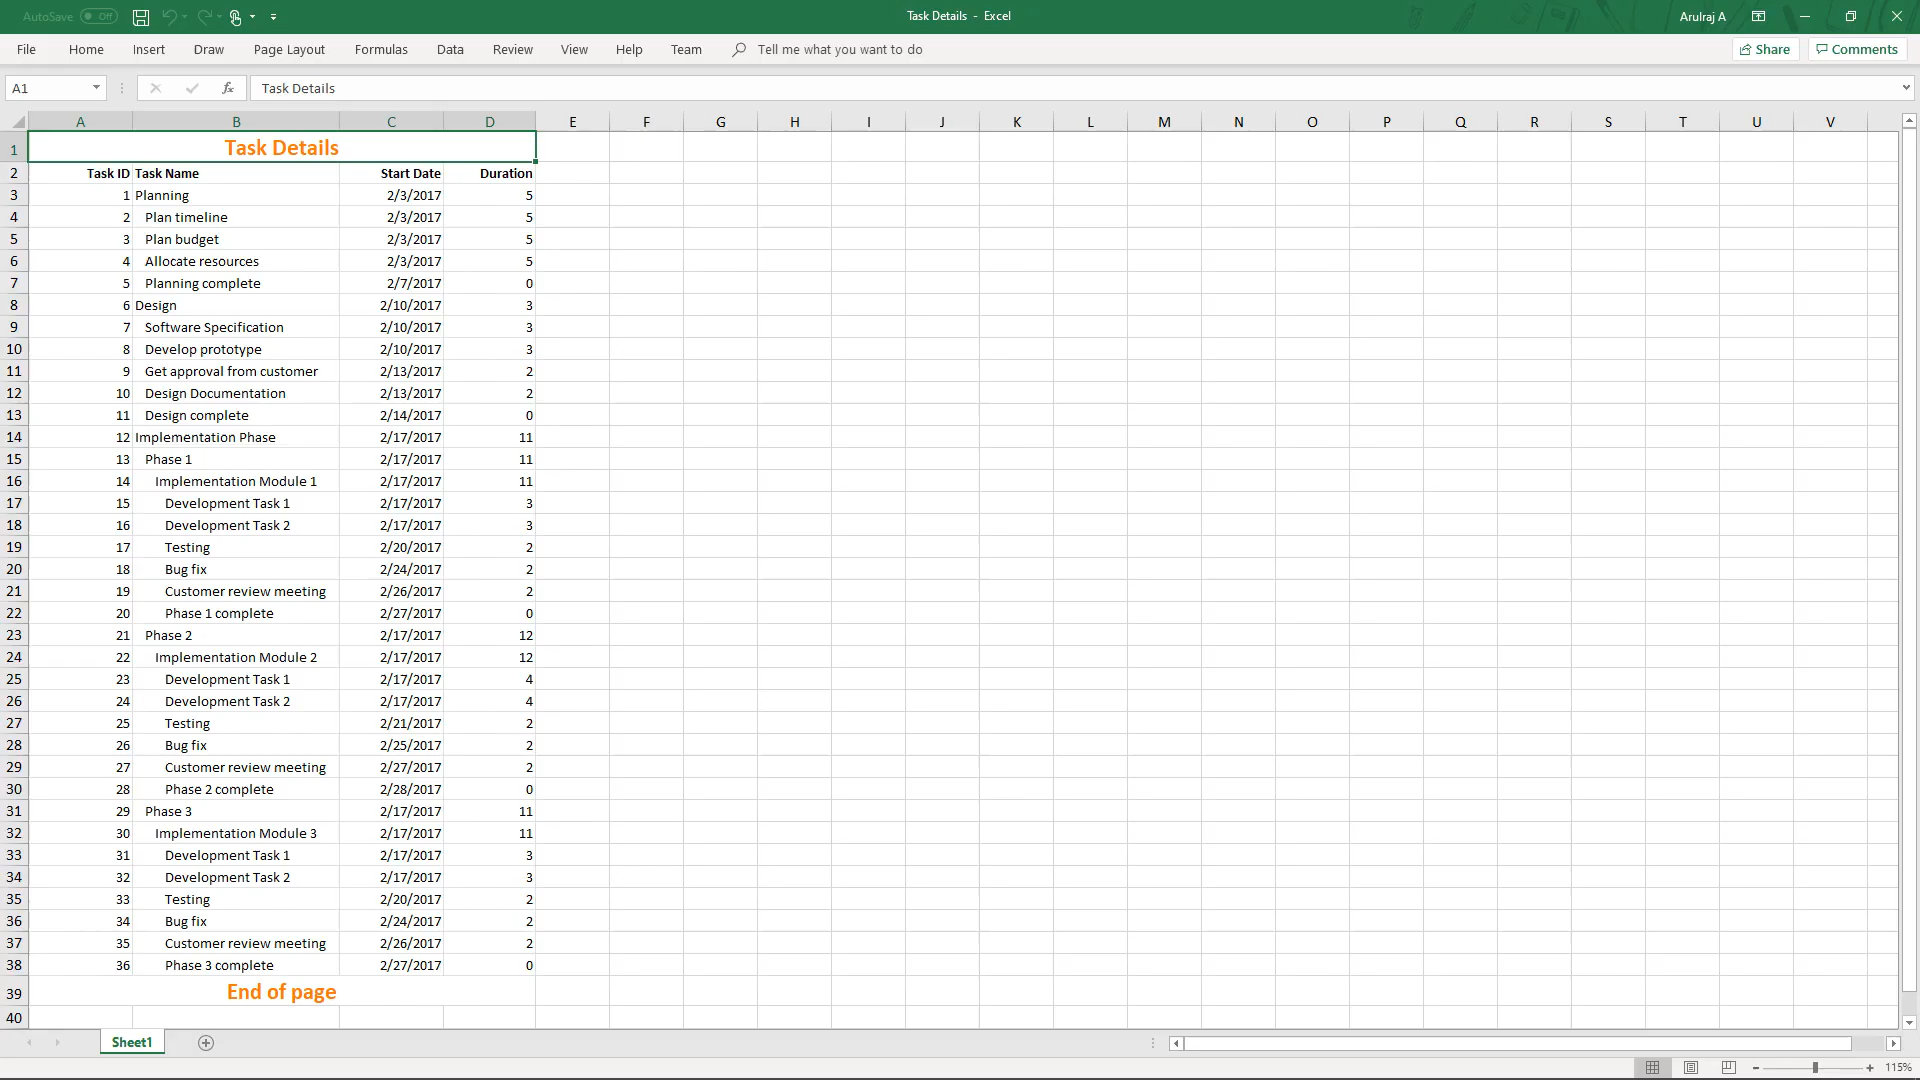 AutoSave Off Task Details - Excel Arulraj A
File Home Insert Draw Page Layout Formulas Data Review View Help Team Tell me what you want to do Share Comments
A1 fx Task Details
A B C D E F G H I J K L M N O P Q R S T U V
1 Task Details
2 Task ID Task Name Start Date Duration
3 1 Planning 2/3/2017 5
4 2 Plan timeline 2/3/2017 5
5 3 Plan budget 2/3/2017 5
6 4 Allocate resources 2/3/2017 5
7 5 Planning complete 2/7/2017 0
8 6 Design 2/10/2017 3
9 7 Software Specification 2/10/2017 3
10 8 Develop prototype 2/10/2017 3
11 9 Get approval from customer 2/13/2017 2
12 10 Design Documentation 2/13/2017 2
13 11 Design complete 2/14/2017 0
14 12 Implementation Phase 2/17/2017 11
15 13 Phase 1 2/17/2017 11
16 14 Implementation Module 1 2/17/2017 11
17 15 Development Task 1 2/17/2017 3
18 16 Development Task 2 2/17/2017 3
19 17 Testing 2/20/2017 2
20 18 Bug fix 2/24/2017 2
21 19 Customer review meeting 2/26/2017 2
22 20 Phase 1 complete 2/27/2017 0
23 21 Phase 2 2/17/2017 12
24 22 Implementation Module 2 2/17/2017 12
25 23 Development Task 1 2/17/2017 4
26 24 Development Task 2 2/17/2017 4
27 25 Testing 2/21/2017 2
28 26 Bug fix 2/25/2017 2
29 27 Customer review meeting 2/27/2017 2
30 28 Phase 2 complete 2/28/2017 0
31 29 Phase 3 2/17/2017 11
32 30 Implementation Module 3 2/17/2017 11
33 31 Development Task 1 2/17/2017 3
34 32 Development Task 2 2/17/2017 3
35 33 Testing 2/20/2017 2
36 34 Bug fix 2/24/2017 2
37 35 Customer review meeting 2/26/2017 2
38 36 Phase 3 complete 2/27/2017 0
39 End of page
40
Sheet1
115%